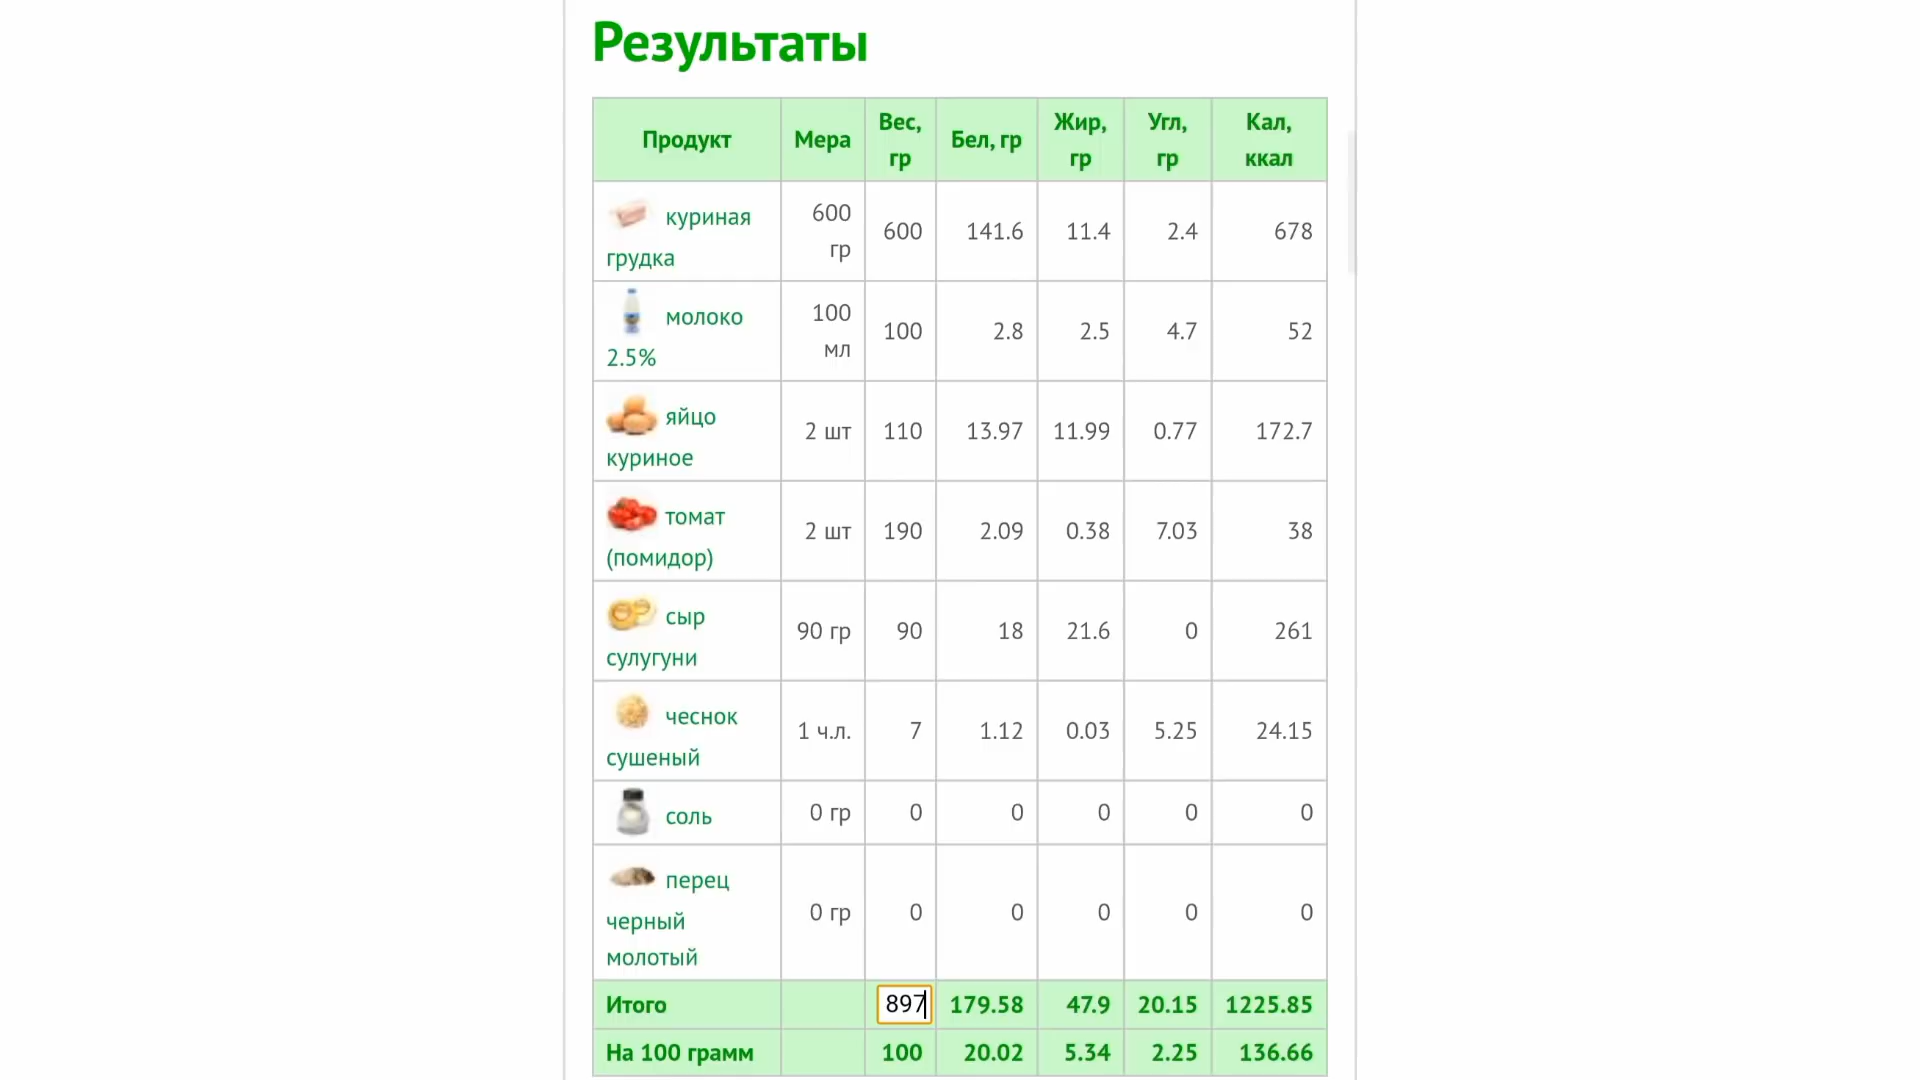 Результаты
Продукт Мера Вес, гр Бел, гр Жир, гр Угл, гр Кал, ккал
куриная грудка 600 гр 600 141.6 11.4 2.4 678
молоко 2.5% 100 мл 100 2.8 2.5 4.7 52
яйцо куриное 2 шт 110 13.97 11.99 0.77 172.7
томат (помидор) 2 шт 190 2.09 0.38 7.03 38
сыр сулугуни 90 гр 90 18 21.6 0 261
чеснок сушеный 1 ч.л. 7 1.12 0.03 5.25 24.15
соль 0 гр 0 0 0 0 0
перец черный молотый 0 гр 0 0 0 0 0
Итого 897 179.58 47.9 20.15 1225.85
На 100 грамм 100 20.02 5.34 2.25 136.66